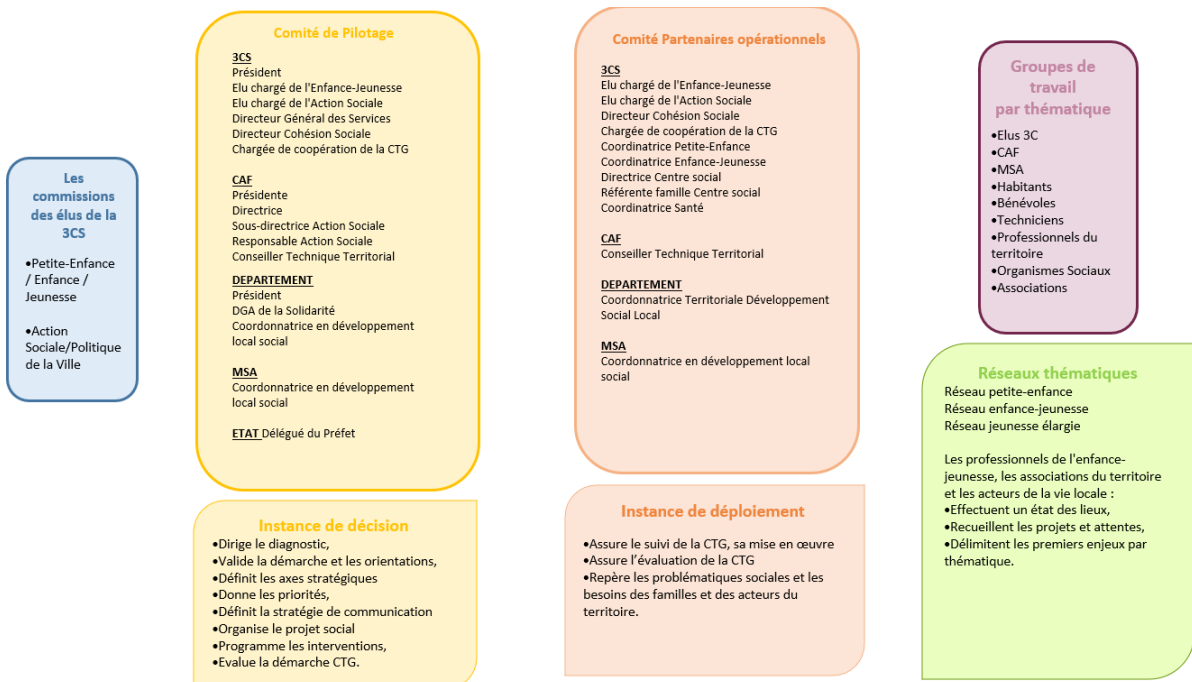 Les
commissions
des élus de la
3CS
•Petite-Enfance
/ Enfance /
Jeunesse
•Action
Sociale/Politique
de la Ville
Comité de Pilotage
3CS
Président
Elu chargé de l'Enfance-Jeunesse
Elu chargé de l'Action Sociale
Directeur Général des Services
Directeur Cohésion Sociale
Chargée de coopération de la CTG
CAF
Présidente
Directrice
Sous-directrice Action Sociale
Responsable Action Sociale
Conseiller Technique Territorial
DEPARTEMENT
Président
DGA de la Solidarité
Coordonnatrice en développement
local social
MSA
Coordonnatrice en développement
local social
ETAT Délégué du Préfet
Instance de décision
•Dirige le diagnostic,
•Valide la démarche et les orientations,
•Définit les axes stratégiques
•Donne les priorités,
•Définit la stratégie de communication
•Organise le projet social
•Programme les interventions,
•Evalue la démarche CTG.
Comité Partenaires opérationnels
3CS
Elu chargé de l'Enfance-Jeunesse
Elu chargé de l'Action Sociale
Directeur Cohésion Sociale
Chargée de coopération de la CTG
Coordinatrice Petite-Enfance
Coordinatrice Enfance-Jeunesse
Directrice Centre social
Référente famille Centre social
Coordinatrice Santé
CAF
Conseiller Technique Territorial
DEPARTEMENT
Coordonnatrice Territoriale Développement
Social Local
MSA
Coordonnatrice en développement local
social
Instance de déploiement
•Assure le suivi de la CTG, sa mise en œuvre
•Assure l'évaluation de la CTG
•Repère les problématiques sociales et les
besoins des familles et des acteurs du
territoire.
Groupes de
travail
par thématique
•Elus 3C
•CAF
•MSA
•Habitants
•Bénévoles
•Techniciens
•Professionnels du
territoire
•Organismes Sociaux
•Associations
Réseaux thématiques
Réseau petite-enfance
Réseau enfance-jeunesse
Réseau jeunesse élargie
Les professionnels de l'enfance-
jeunesse, les associations du territoire
et les acteurs de la vie locale :
•Effectuent un état des lieux,
•Recueillent les projets et attentes,
•Délimitent les premiers enjeux par
thématique.